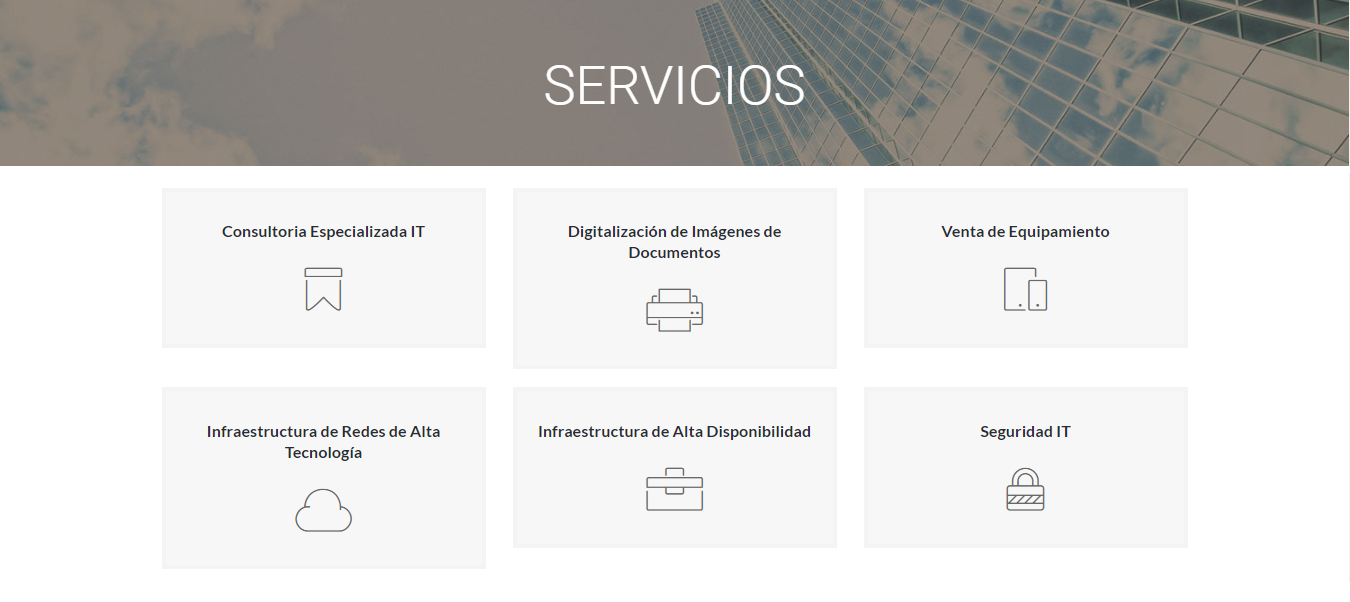 SERVICIOS
Consultoria Especializada IT
Digitalización de Imágenes de
Documentos
Venta de Equipamiento
Infraestructura de Redes de Alta
Tecnología
Infraestructura de Alta Disponibilidad
Seguridad IT